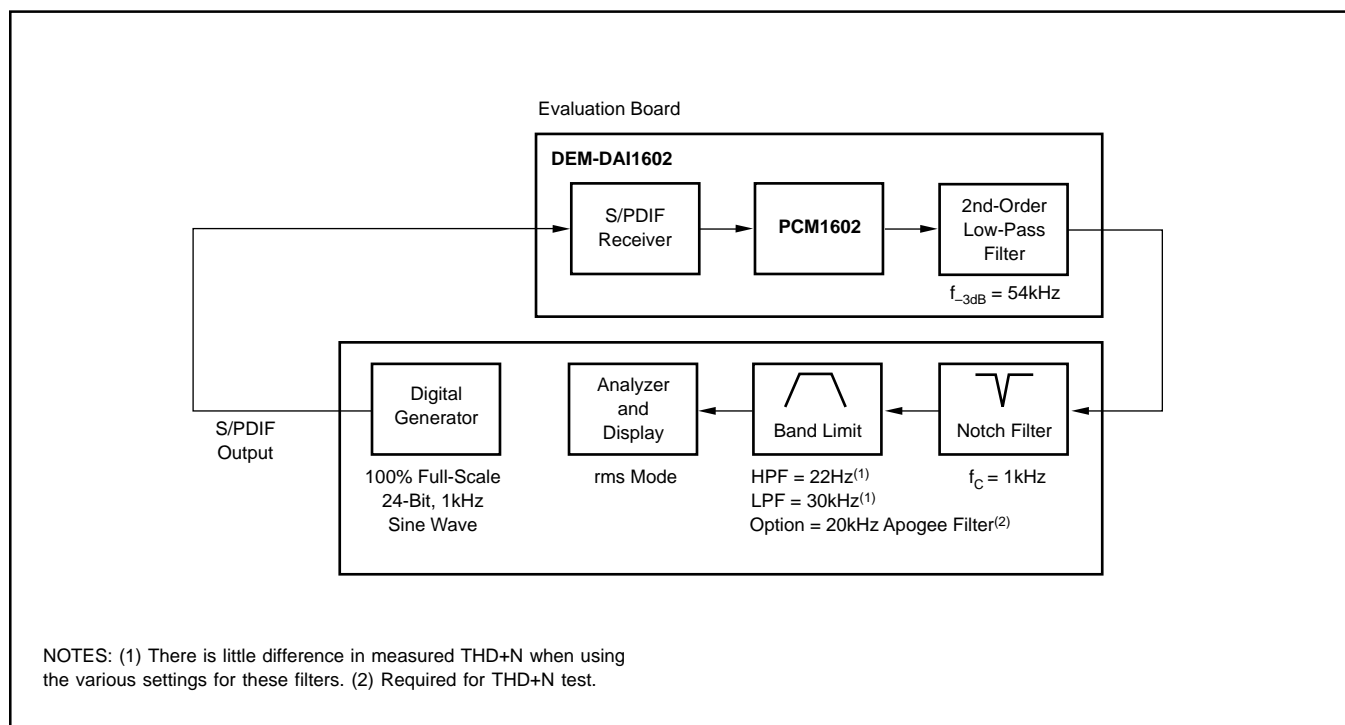 Evaluation Board
DEM-DAI1602
S/PDIF
Receiver
PCM1602
2nd-Order
Low-Pass
Filter
f–3dB = 54kHz
Digital
Generator
Analyzer
and
Display
Band Limit
Notch Filter
S/PDIF
Output
100% Full-Scale
24-Bit, 1kHz
Sine Wave
rms Mode
HPF = 22Hz(1)
LPF = 30kHz(1)
Option = 20kHz Apogee Filter(2)
fC = 1kHz
NOTES: (1) There is little difference in measured THD+N when using
the various settings for these filters. (2) Required for THD+N test.